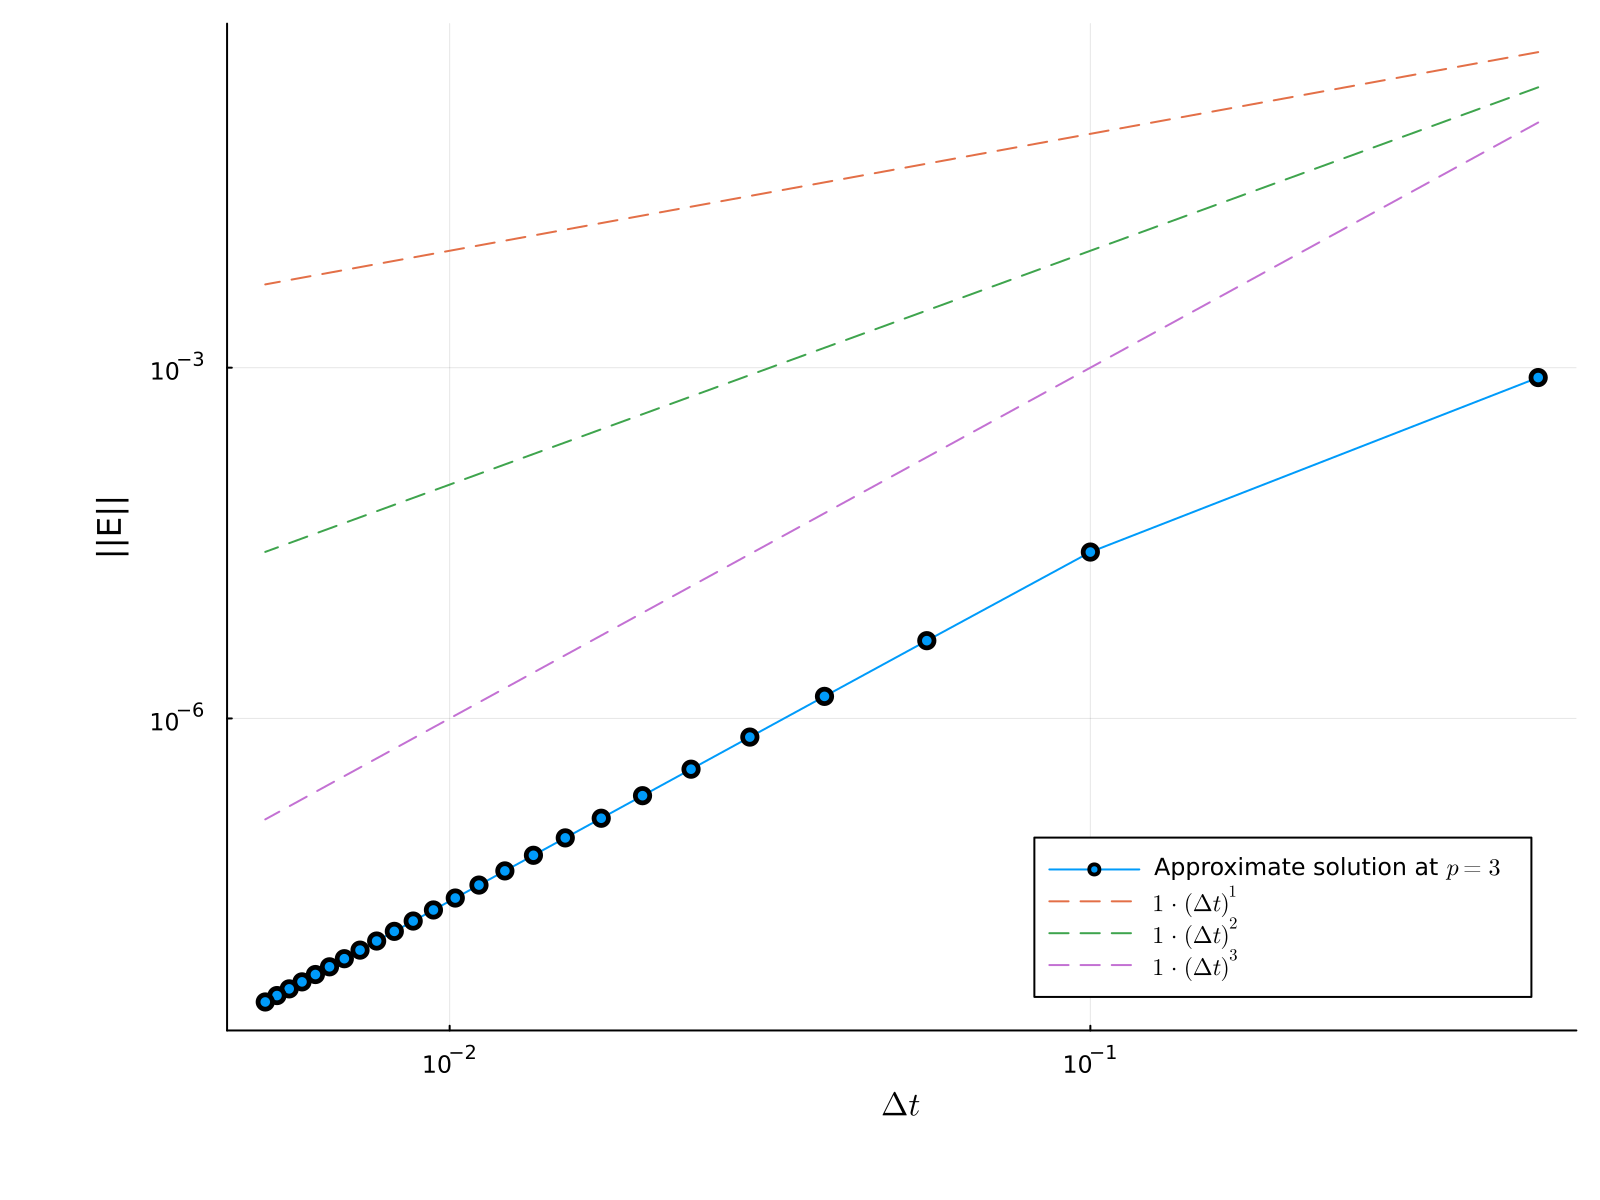 ||E||
10⁻³
10⁻⁶
10⁻²
10⁻¹
Δt
Approximate solution at p = 3
1 · (Δt)¹
1 · (Δt)²
1 · (Δt)³